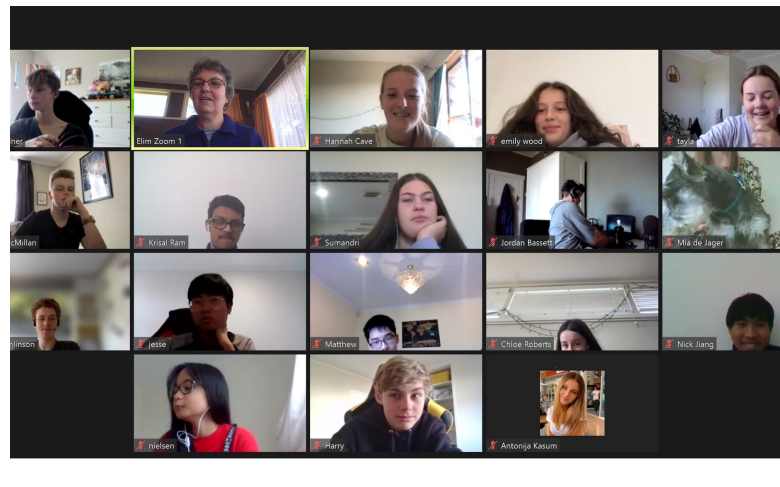 ner
Elim Zoom 1
Hannah Cave
emily wood
tayla
cMillan
Krisal Ram
Sumandri
Jordan Bassett
Mia de Jager
nlinson
jesse
Matthew
Chloe Roberts
Nick Jiang
nielsen
Harry
Antonija Kasum